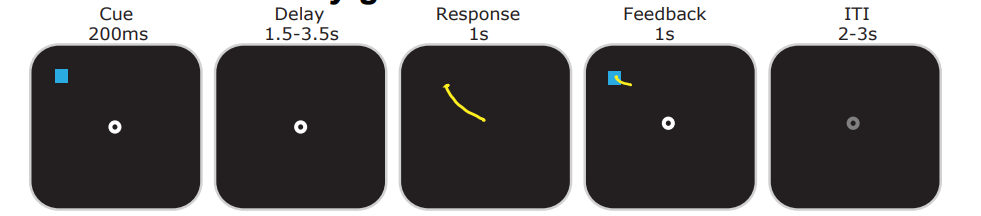 Cue
200ms
Delay
1.5-3.5s
Response
1s
Feedback
1s
ITI
2-3s